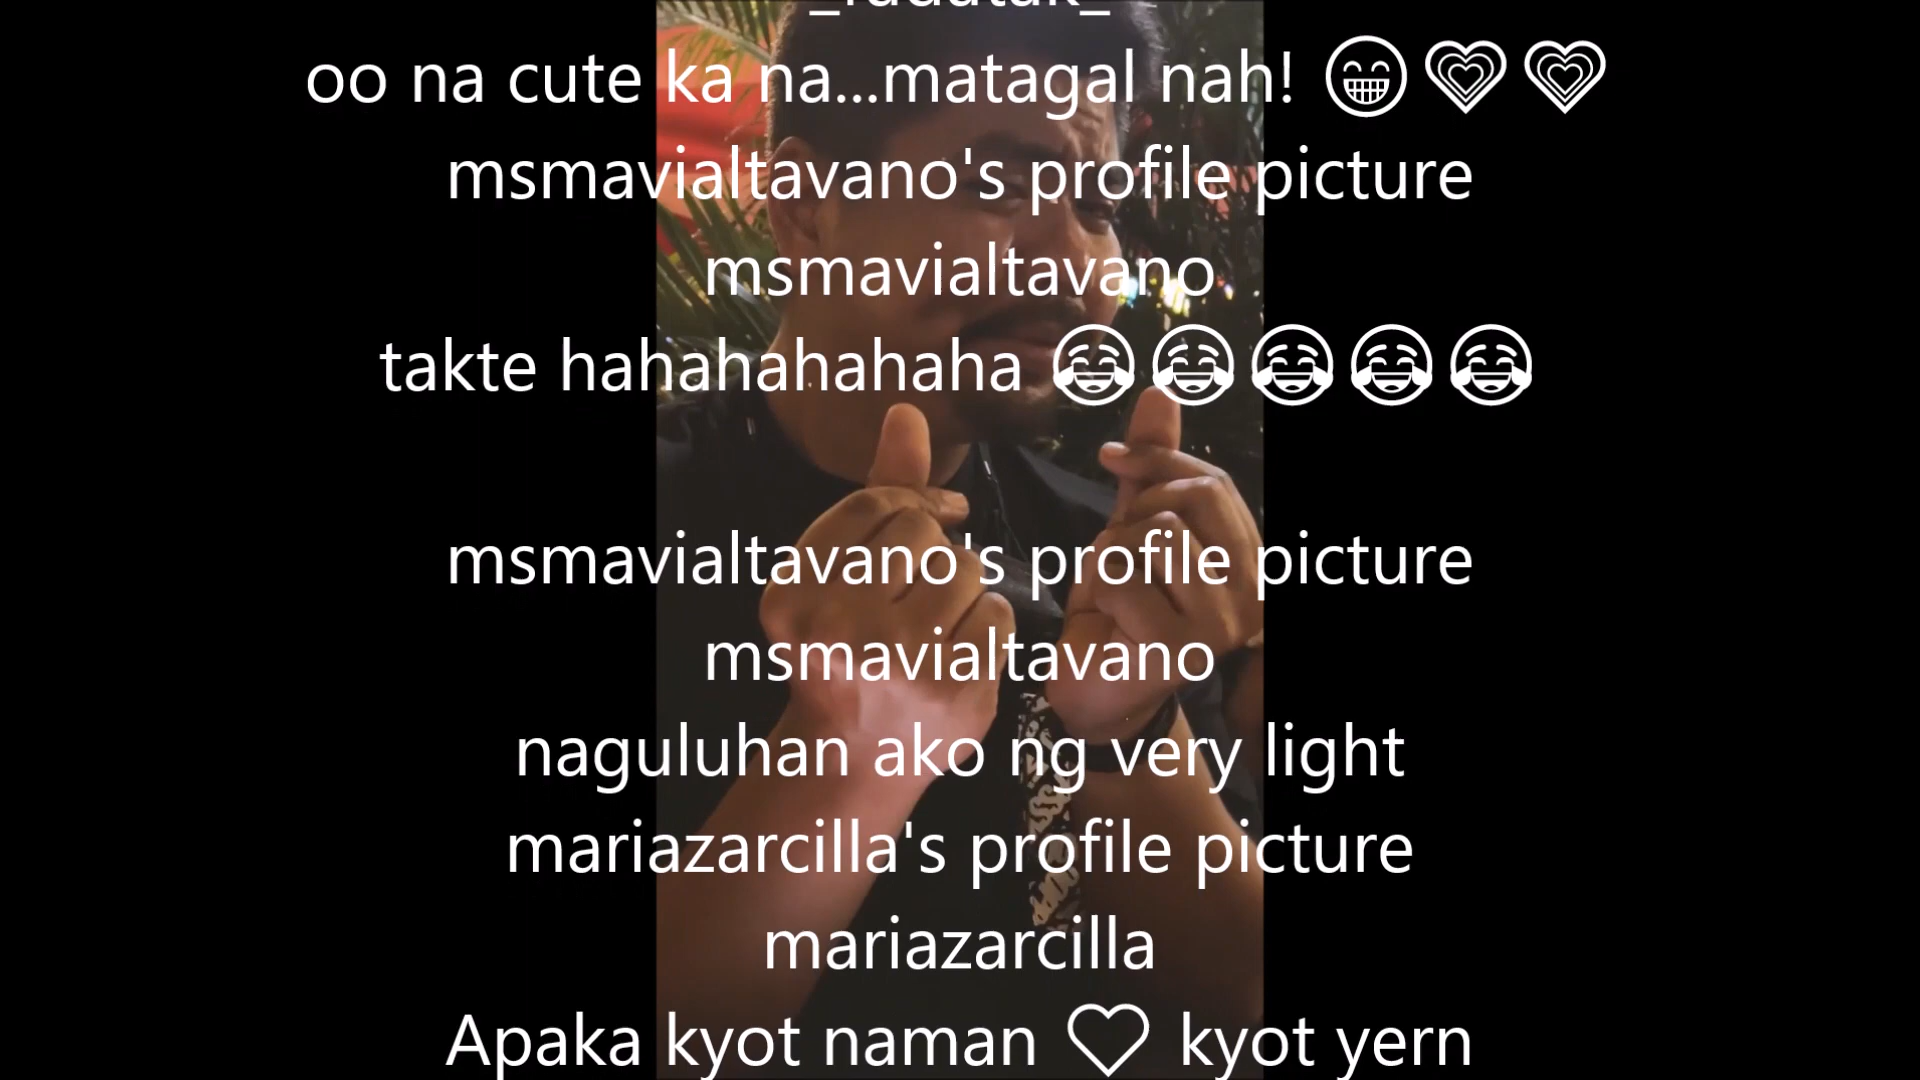 oo na cute ka na...matagal nah! 😁💗💗
msmavialtavano's profile picture
msmavialtavano
takte hahahahahaha 😂😂😂😂😂
msmavialtavano's profile picture
msmavialtavano
naguluhan ako ng very light
mariazarcilla's profile picture
mariazarcilla
Apaka kyot naman ♡ kyot yern